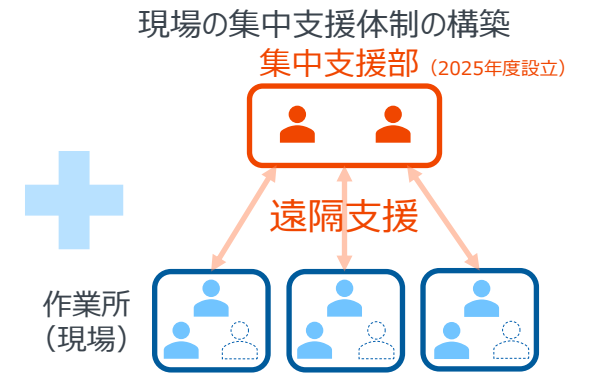 現場の集中支援体制の構築
集中支援部（2025年度設立）
遠隔支援
作業所
（現場）